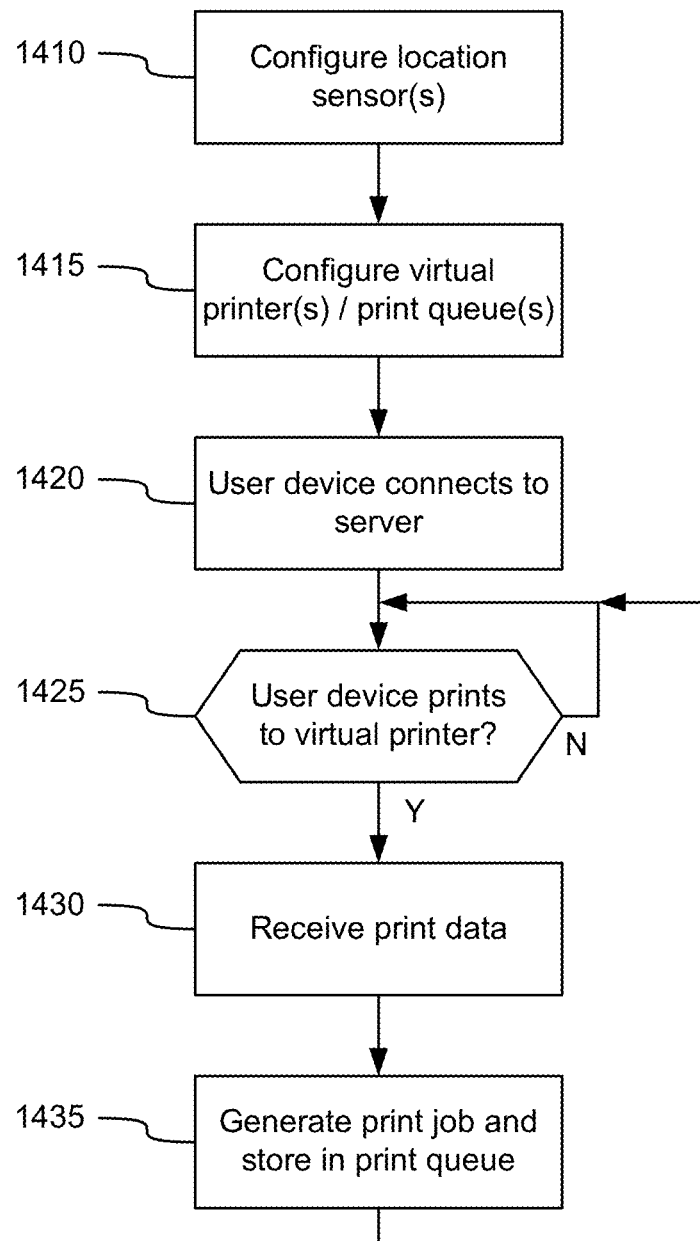 1410
Configure location
sensor(s)
1415
Configure virtual
printer(s) / print queue(s)
1420
User device connects to
server
1425
User device prints
to virtual printer?
N
Y
1430
Receive print data
1435
Generate print job and
store in print queue